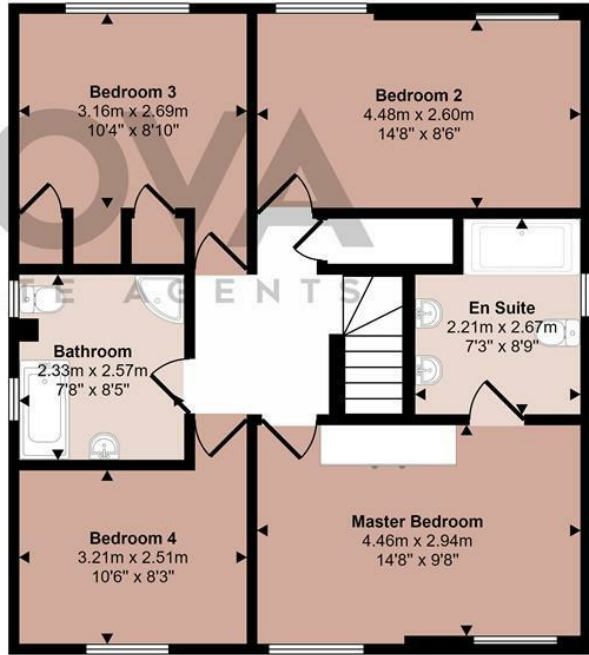 Bedroom 3
3.16m x 2.69m
10'4" x 8'10"
Bedroom 2
4.48m x 2.60m
14'8" x 8'6"
OVA
TE AGENTS
En Suite
2.21m x 2.67m
7'3" x 8'9"
Bathroom
2.33m x 2.57m
7'8" x 8'5"
Master Bedroom
4.46m x 2.94m
14'8" x 9'8"
Bedroom 4
3.21m x 2.51m
10'6" x 8'3"